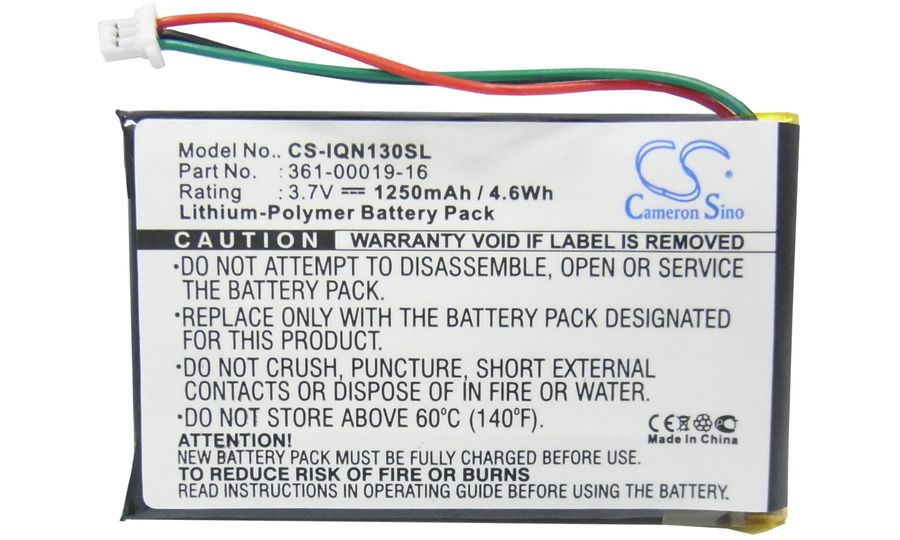 Model No.. CS-IQN130SL
Part No. : 361-00019-16
Rating : 3.7V 1250mAh / 4.6Wh
Lithium-Polymer Battery Pack
CS
Cameron Sino
CAUTION WARRANTY VOID IF LABEL IS REMOVED
•DO NOT ATTEMPT TO DISASSEMBLE, OPEN OR SERVICE
THE BATTERY PACK.
•REPLACE ONLY WITH THE BATTERY PACK DESIGNATED
FOR THIS PRODUCT.
•DO NOT CRUSH, PUNCTURE, SHORT EXTERNAL
CONTACTS OR DISPOSE OF IN FIRE OR WATER.
•DO NOT STORE ABOVE 60°C (140°F).
CE
Made In China
ATTENTION!
NEW BATTERY PACK MUST BE FULLY CHARGED BEFORE USE.
TO REDUCE RISK OF FIRE OR BURNS
READ INSTRUCTIONS IN OPERATING GUIDE BEFORE USING THE BATTERY.